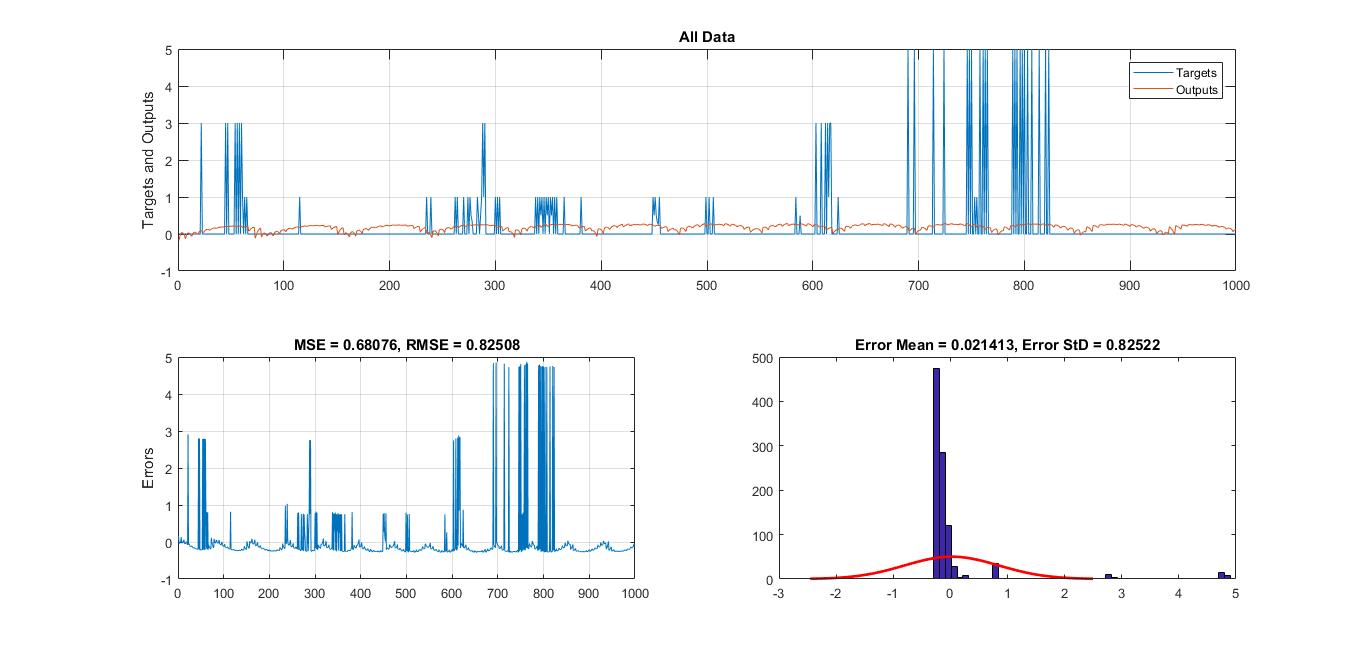 All Data
Targets and Outputs
5
4
3
2
1
0
-1
0 100 200 300 400 500 600 700 800 900 1000
Targets
Outputs
MSE = 0.68076, RMSE = 0.82508
Errors
5
4
3
2
1
0
-1
0 100 200 300 400 500 600 700 800 900 1000
Error Mean = 0.021413, Error StD = 0.82522
500
400
300
200
100
0
-3 -2 -1 0 1 2 3 4 5